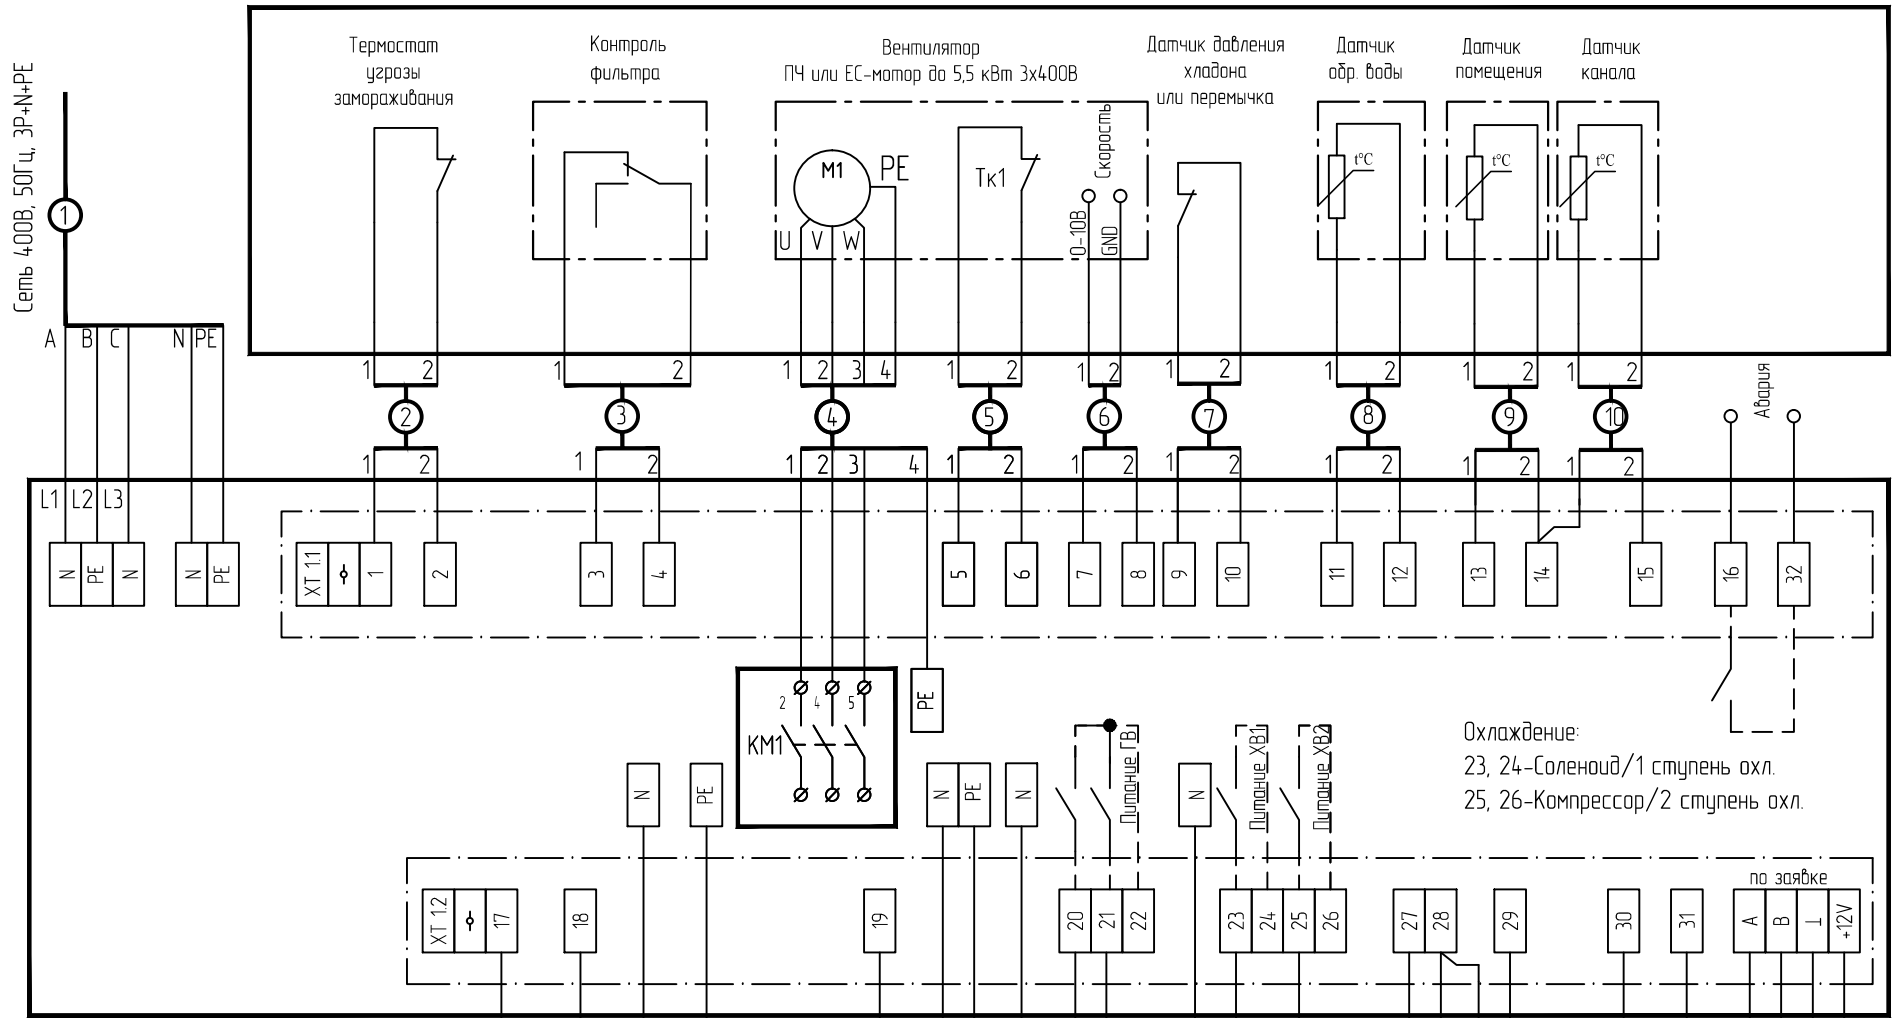 Термостат
угрозы
замораживания
Контроль
фильтра
Вентилятор
ПЧ или ЕС-мотор до 5,5 кВт 3х400В
Датчик давления
хладона
или перемычка
Датчик
обр. воды
Датчик
помещения
Датчик
канала
Сеть 400В, 50Гц, 3P+N+PE
1
M1
PE
U V W
Тк1
Скорость
0-10В
GND
t°C
t°C
t°C
A B C N PE
1 2
1 2
1 2 3 4
1 2
1 2
1 2
1 2
1 2
1 2
2
3
4
5
6
7
8
9
10
Авария
1 2
1 2
1 2 3 4
1 2
1 2
1 2
1 2
1 2
1 2
L1 L2 L3
N PE N
N PE
XT 1.1
1
2
3
4
5
6
7
8
9
10
11
12
13
14
15
16
32
2 4 5
KM1
PE
N
PE
N
PE
N
Питание ГВ
N
Питание ХВ1
Питание ХВ2
Охлаждение:
23, 24-Соленоид/1 ступень охл.
25, 26-Компрессор/2 ступень охл.
по заявке
XT 1.2
17
18
19
20
21
22
23
24
25
26
27
28
29
30
31
A
B
⊥
+12V